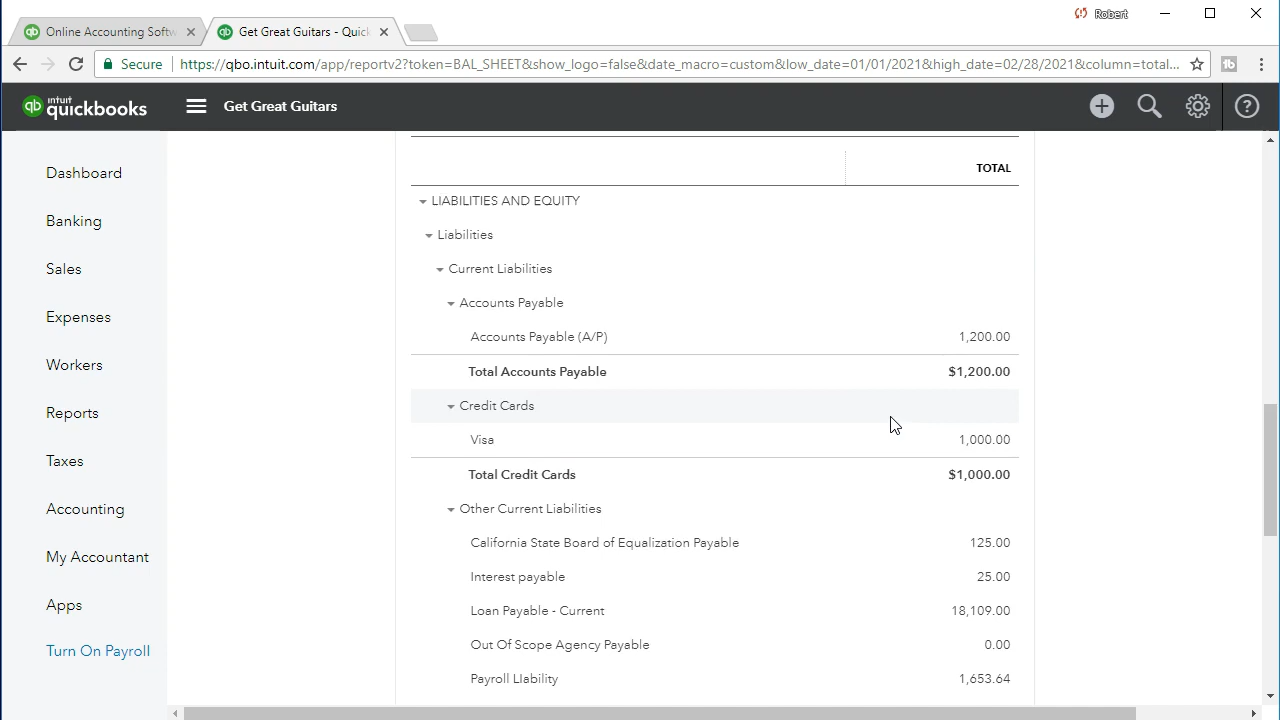 Robert
Online Accounting Softw
Get Great Guitars - Quick
Secure
https://qbo.intuit.com/app/reportv2?token=BAL_SHEET&show_logo=false&date_macro=custom&low_date=01/01/2021&high_date=02/28/2021&column=total...
qb intuit quickbooks
Get Great Guitars
Dashboard
Banking
Sales
Expenses
Workers
Reports
Taxes
Accounting
My Accountant
Apps
Turn On Payroll
TOTAL
LIABILITIES AND EQUITY
Liabilities
Current Liabilities
Accounts Payable
Accounts Payable (A/P) 1,200.00
Total Accounts Payable $1,200.00
Credit Cards
Visa 1,000.00
Total Credit Cards $1,000.00
Other Current Liabilities
California State Board of Equalization Payable 125.00
Interest payable 25.00
Loan Payable - Current 18,109.00
Out Of Scope Agency Payable 0.00
Payroll LIability 1,653.64